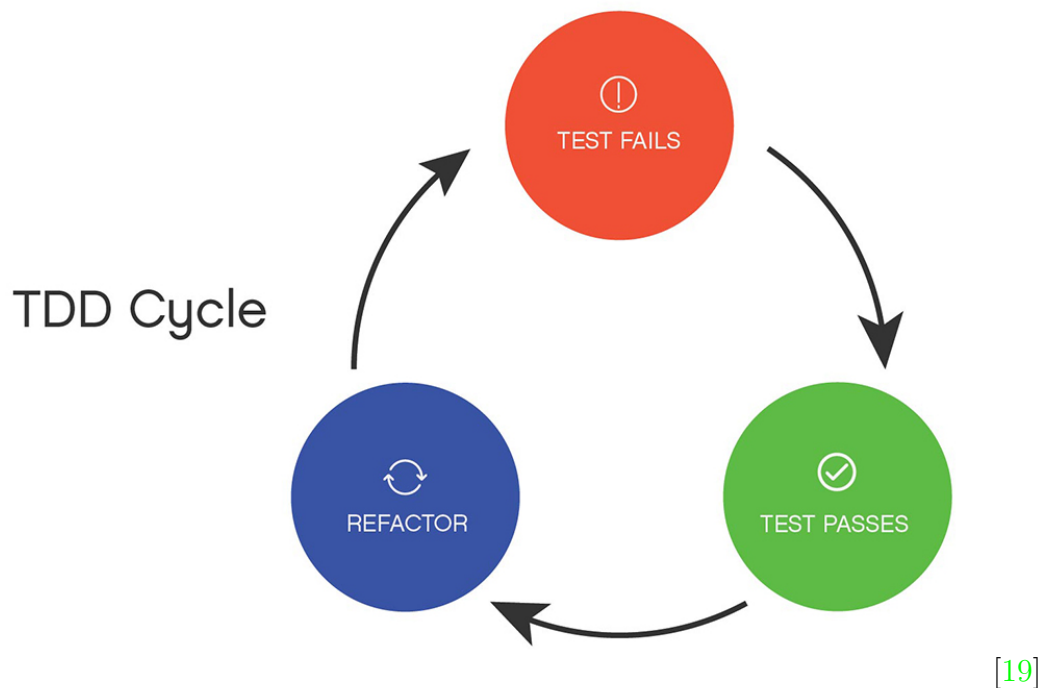 TEST FAILS
TDD Cycle
REFACTOR
TEST PASSES
[19]